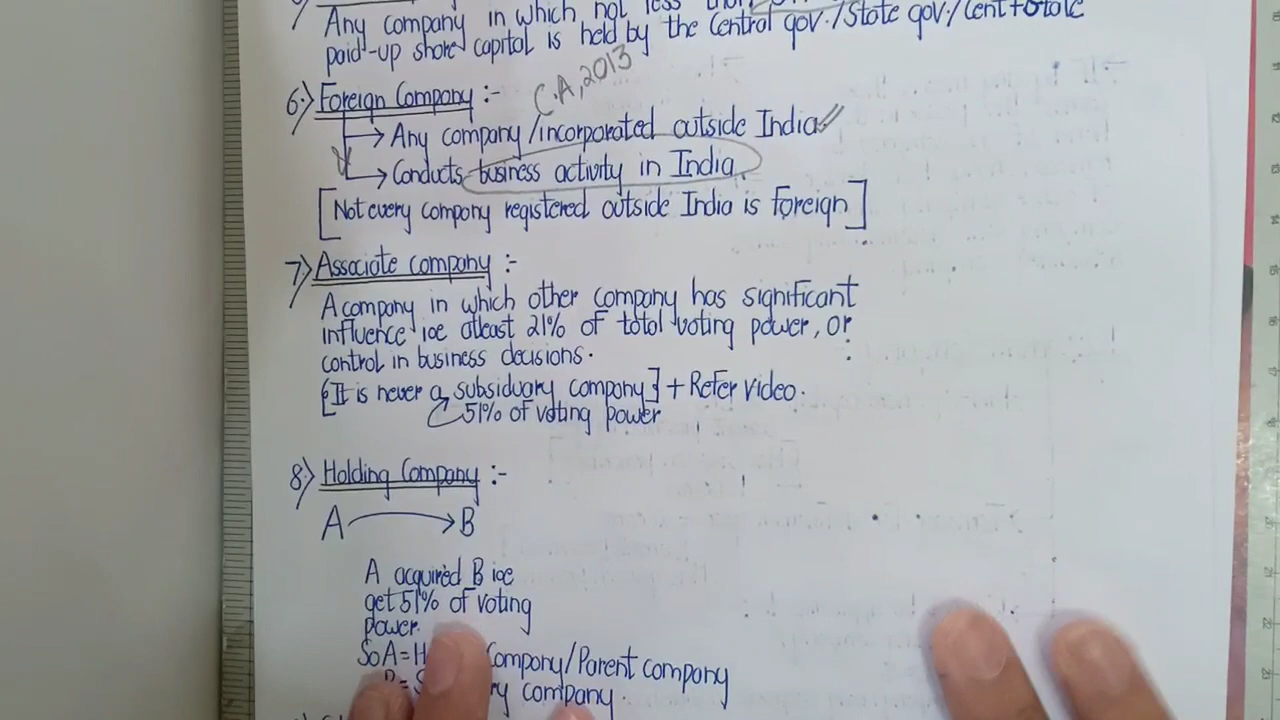 Any company in which not less than
paid-up share capital is held by the Central gov./State gov./Cent+State
6) Foreign Company :-
C.A, 2013
Any company / incorporated outside India
Conducts business activity in India.
[Not every company registered outside India is foreign]
7) Associate company :-
A company in which other company has significant
influence ioe atleast 21% of total voting power, or
control in business decisions.
[It is never a subsiduary company] + Refer video.
51% of voting power
8) Holding Company :-
A B
A acquired B ioe
get 51% of voting
power.
So A = Company/Parent company
B = company.